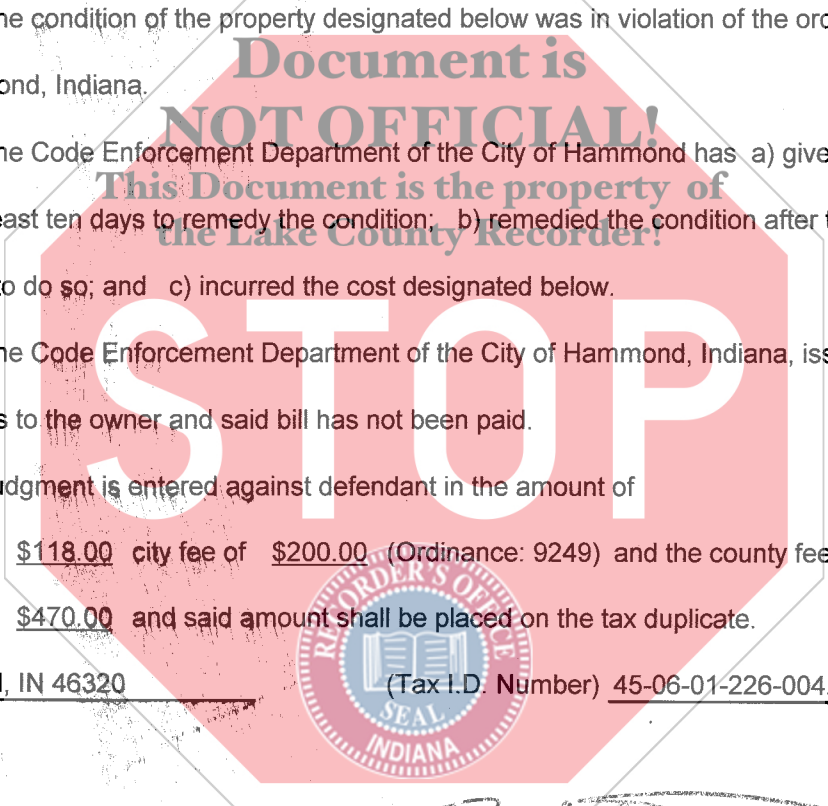 ne condition of the property designated below was in violation of the ord
Document is
ond, Indiana.
NOT OFFICIAL!
ne Code Enforcement Department of the City of Hammond has a) give
This Document is the property of
east ten days to remedy the condition; b) remedied the condition after t
the Lake County Recorder!
to do so; and c) incurred the cost designated below.
ne Code Enforcement Department of the City of Hammond, Indiana, iss
STOP
s to the owner and said bill has not been paid.
udgment is entered against defendant in the amount of
$118.00 city fee of $200.00 (Ordinance: 9249) and the county fee
$470.00 and said amount shall be placed on the tax duplicate.
RECORDER'S OFFICE
l, IN 46320 (Tax I.D. Number) 45-06-01-226-004.
SEAL
INDIANA